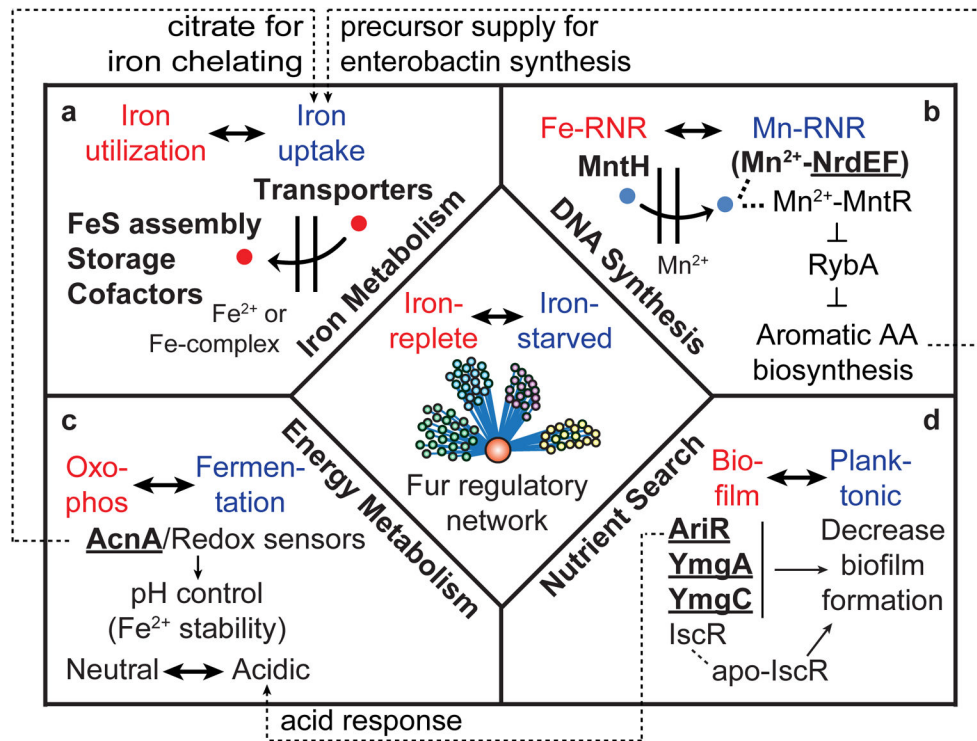 citrate for
iron chelating
precursor supply for
enterobactin synthesis
a
Iron
utilization
Iron
uptake
Transporters
FeS assembly
Storage
Cofactors
Fe²⁺ or
Fe-complex
Iron Metabolism
b
Fe-RNR
Mn-RNR
(Mn²⁺-NrdEF)
MntH
Mn²⁺-MntR
Mn²⁺
RybA
Aromatic AA
biosynthesis
DNA Synthesis
Iron-
replete
Iron-
starved
Fur regulatory
network
c
Oxo-
phos
Fermen-
tation
AcnA/Redox sensors
pH control
(Fe²⁺ stability)
Neutral
Acidic
Energy Metabolism
acid response
d
Bio-
film
Plank-
tonic
AriR
YmgA
YmgC
IscR
apo-IscR
Decrease
biofilm
formation
Nutrient Search